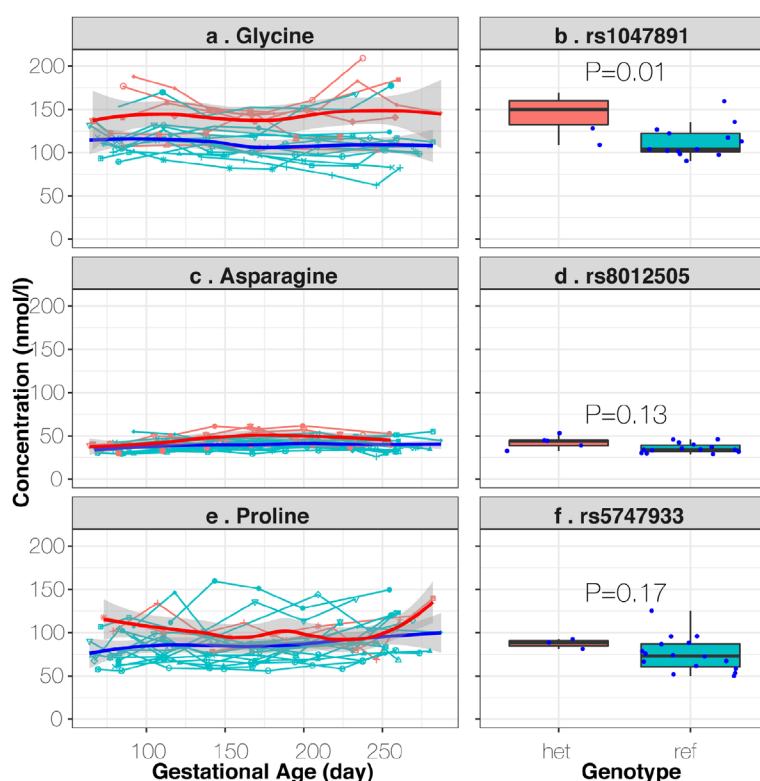 a . Glycine
b . rs1047891
200
150
100
50
0
P=0.01
c . Asparagine
d . rs8012505
200
150
100
50
0
P=0.13
e . Proline
f . rs5747933
200
150
100
50
0
P=0.17
100 150 200 250
het ref
Gestational Age (day)
Genotype
Concentration (nmol/l)